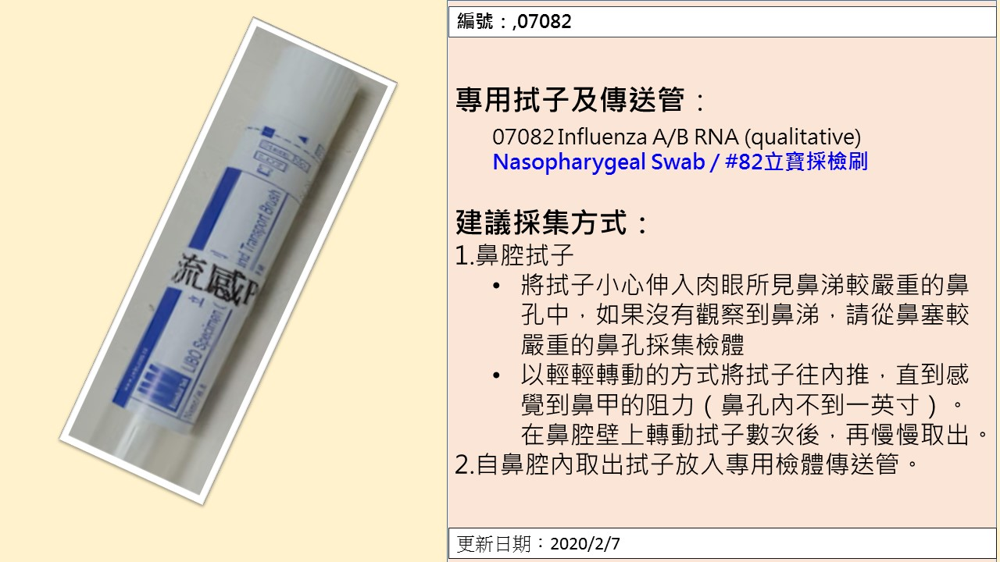 編號：,07082
專用拭子及傳送管：
07082 Influenza A/B RNA (qualitative)
Nasopharygeal Swab / #82立寶採檢刷
建議採集方式：
1.鼻腔拭子
• 將拭子小心伸入肉眼所見鼻涕較嚴重的鼻
孔中，如果沒有觀察到鼻涕，請從鼻塞較
嚴重的鼻孔採集檢體
• 以輕輕轉動的方式將拭子往內推，直到感
覺到鼻甲的阻力（鼻孔內不到一英寸）。
在鼻腔壁上轉動拭子數次後，再慢慢取出。
2.自鼻腔內取出拭子放入專用檢體傳送管。
更新日期：2020/2/7
流感P
LIBO Specimen
Transport Brush